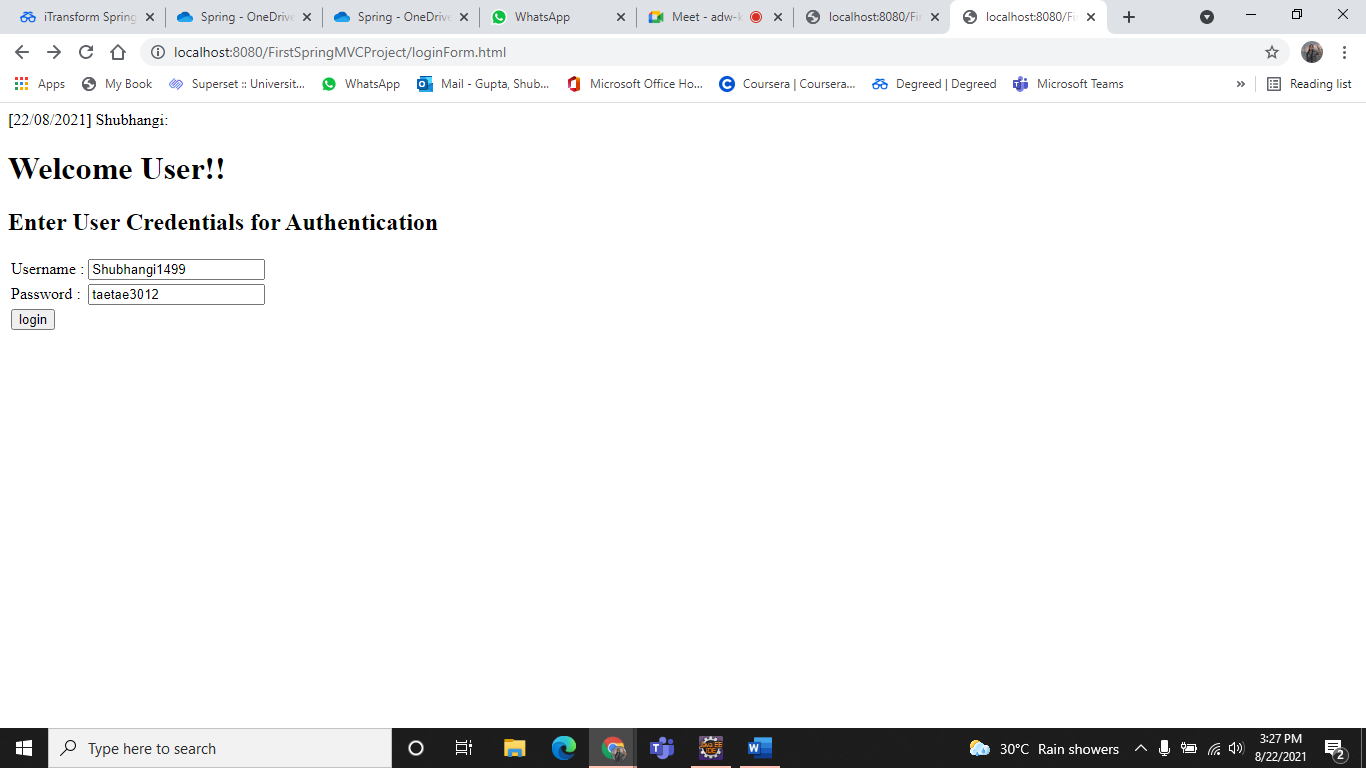 iTransform Spring
Spring - OneDrive
Spring - OneDrive
WhatsApp
Meet - adw-k
localhost:8080/Fir
localhost:8080/Fi
localhost:8080/FirstSpringMVCProject/loginForm.html
Apps
My Book
Superset :: Universit...
WhatsApp
Mail - Gupta, Shub...
Microsoft Office Ho...
Coursera | Coursera...
Degreed | Degreed
Microsoft Teams
»
Reading list
[22/08/2021] Shubhangi:
Welcome User!!
Enter User Credentials for Authentication
Username : Shubhangi1499
Password : taetae3012
login
Type here to search
30°C Rain showers
3:27 PM
8/22/2021
2